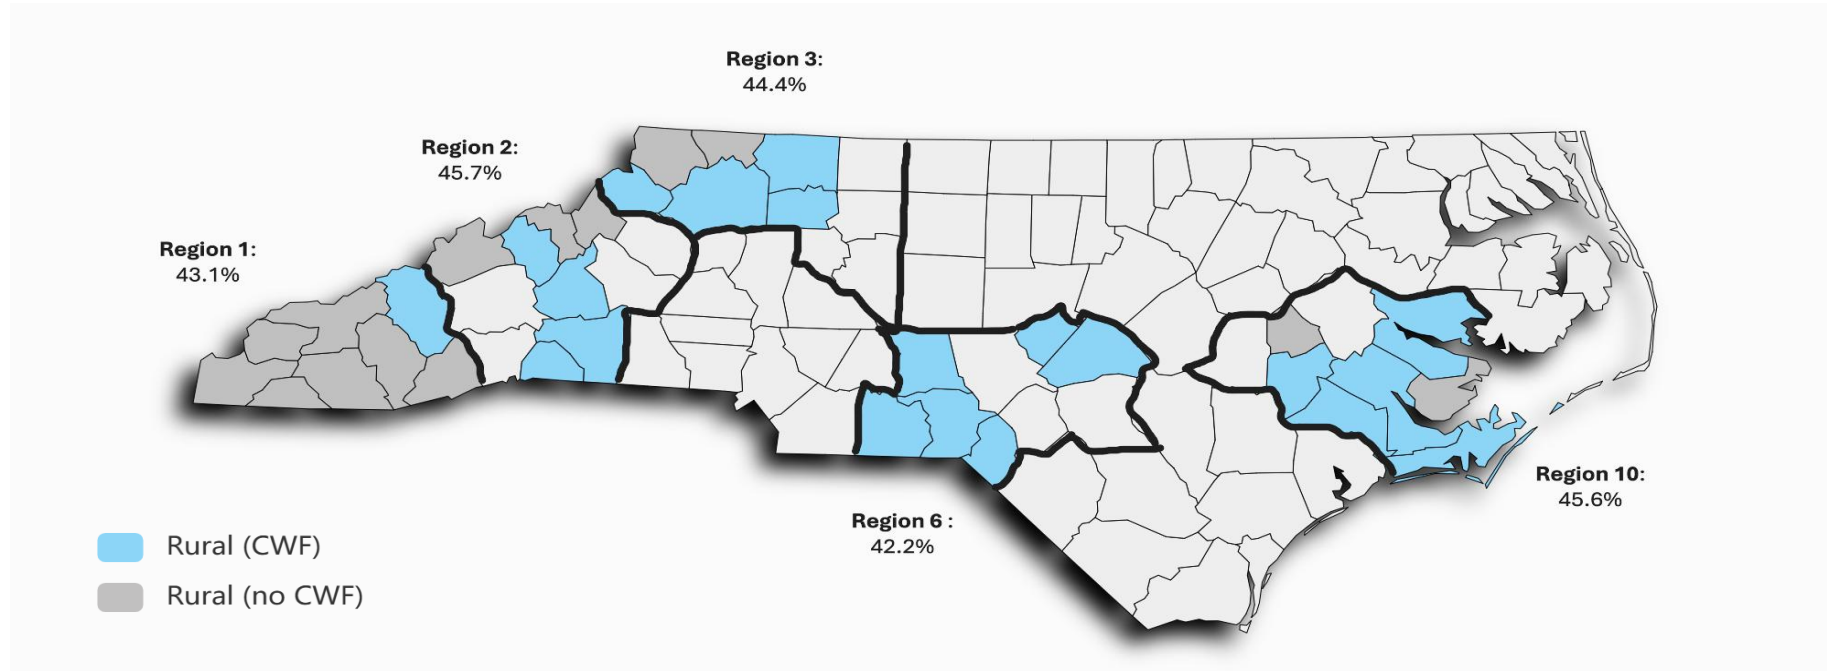 Region 3:
44.4%
Region 2:
45.7%
Region 1:
43.1%
Region 10:
45.6%
Region 6 :
42.2%
Rural (CWF)
Rural (no CWF)